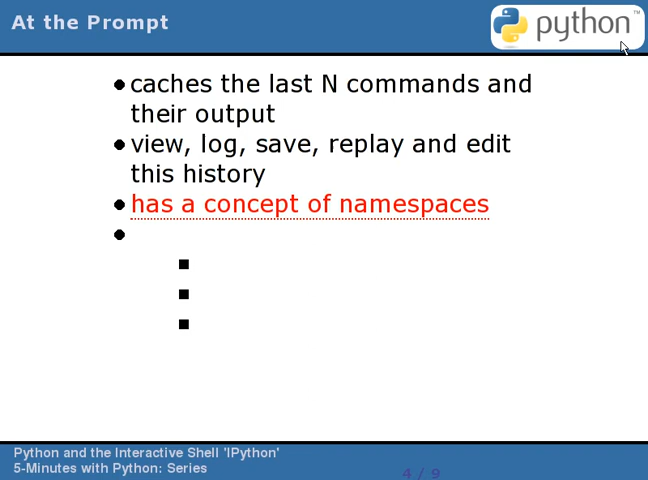 At the Prompt
python™
caches the last N commands and
their output
view, log, save, replay and edit
this history
has a concept of namespaces
Python and the Interactive Shell 'IPython'
5-Minutes with Python: Series
4 / 9